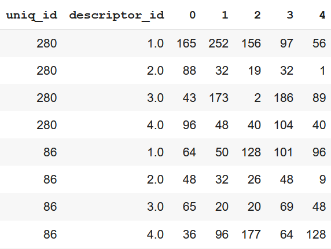 uniq_id descriptor_id 0 1 2 3 4
280 1.0 165 252 156 97 56
280 2.0 88 32 19 32 1
280 3.0 43 173 2 186 89
280 4.0 96 48 40 104 40
86 1.0 64 50 128 101 96
86 2.0 48 32 26 48 9
86 3.0 65 20 20 69 48
86 4.0 36 96 177 64 128